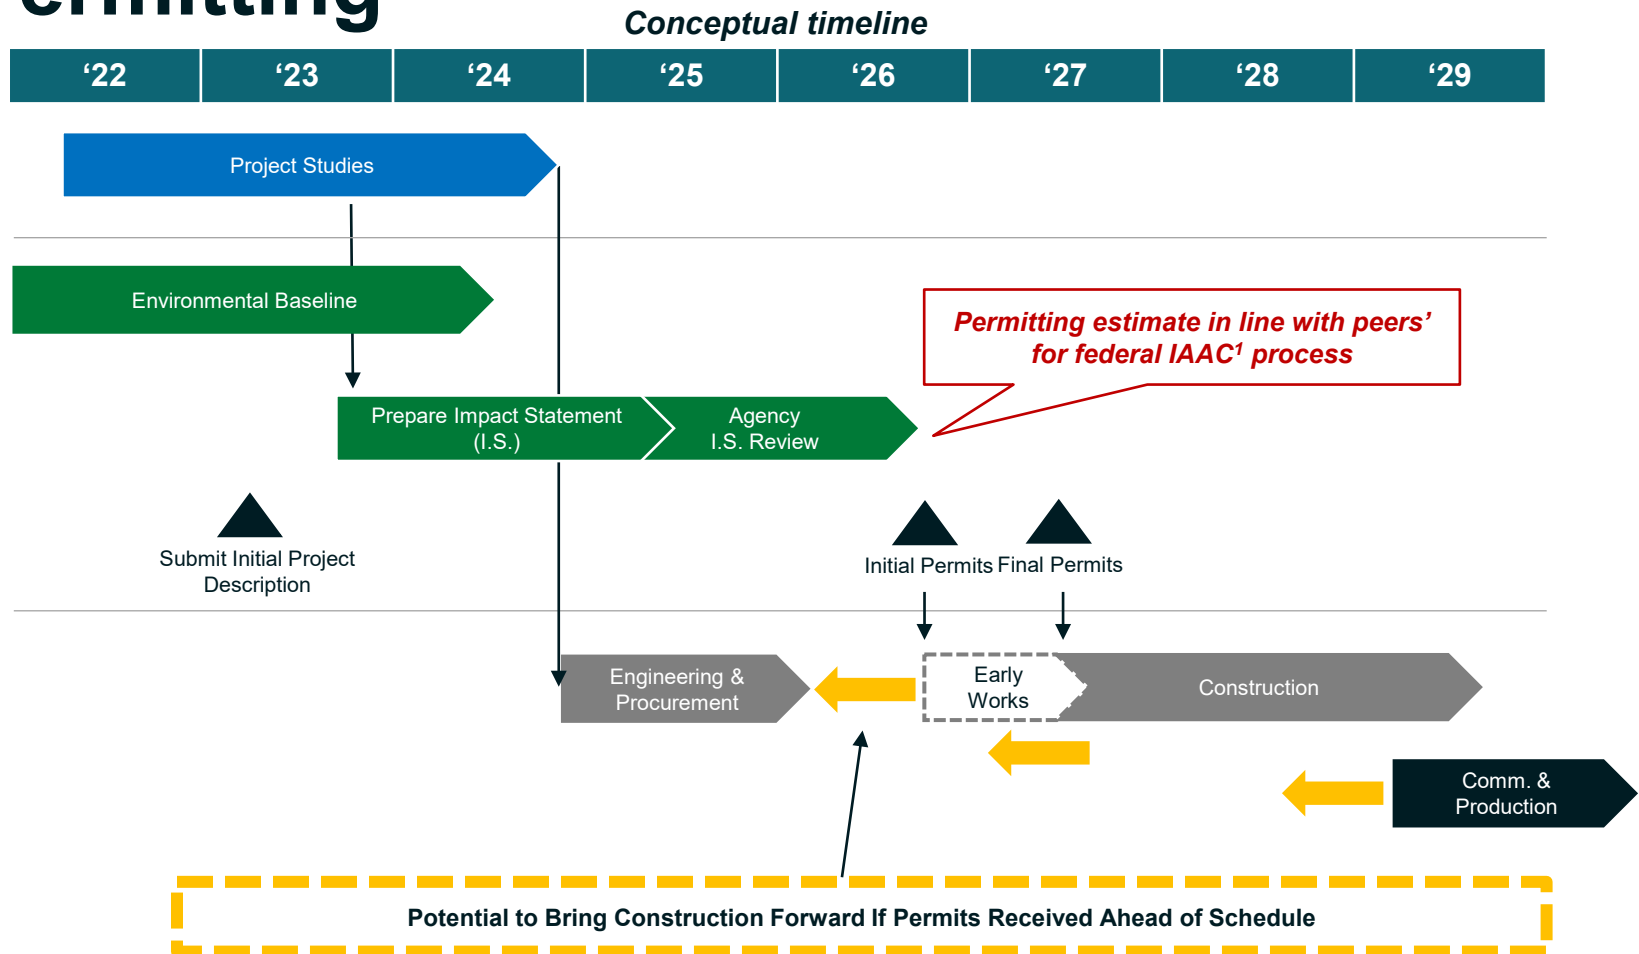 ermitting
Conceptual timeline
‘22 ‘23 ‘24 ‘25 ‘26 ‘27 ‘28 ‘29
Project Studies
Environmental Baseline
Permitting estimate in line with peers’
for federal IAAC¹ process
Prepare Impact Statement
(I.S.)
Agency
I.S. Review
Submit Initial Project
Description
Initial Permits
Final Permits
Engineering &
Procurement
Early
Works
Construction
Comm. &
Production
Potential to Bring Construction Forward If Permits Received Ahead of Schedule